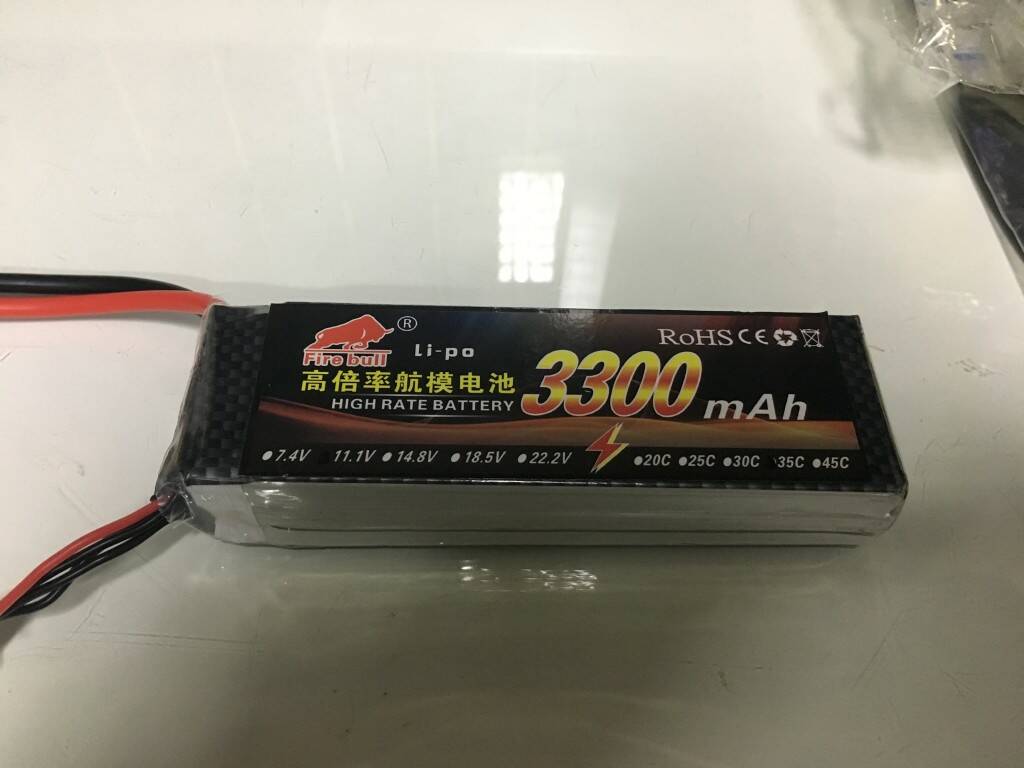 ®
Fire bull
Li-po
RoHS CE
高倍率航模电池
HIGH RATE BATTERY
3300 mAh
7.4V 11.1V 14.8V 18.5V 22.2V
20C 25C 30C 35C 45C